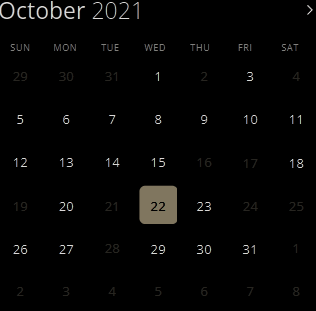 October 2021 >
SUN MON TUE WED THU FRI SAT
29 30 31 1 2 3 4
5 6 7 8 9 10 11
12 13 14 15 16 17 18
19 20 21 22 23 24 25
26 27 28 29 30 31 1
2 3 4 5 6 7 8